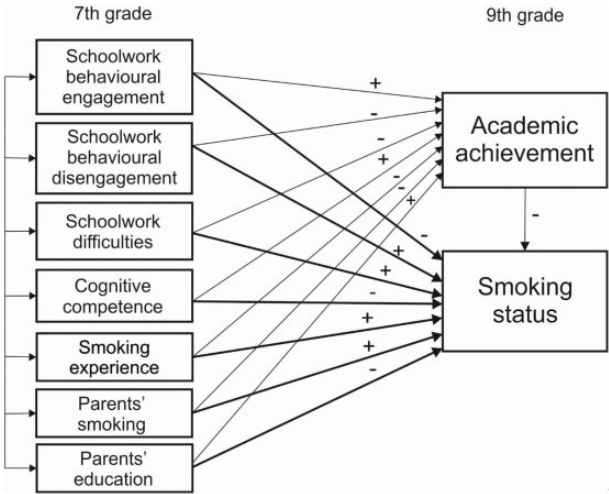 7th grade
9th grade
Schoolwork
behavioural
engagement
Schoolwork
behavioural
disengagement
Schoolwork
difficulties
Cognitive
competence
Smoking
experience
Parents'
smoking
Parents'
education
+
-
-
+
-
-
+
Academic
achievement
-
-
+
+
-
+
+
-
Smoking
status